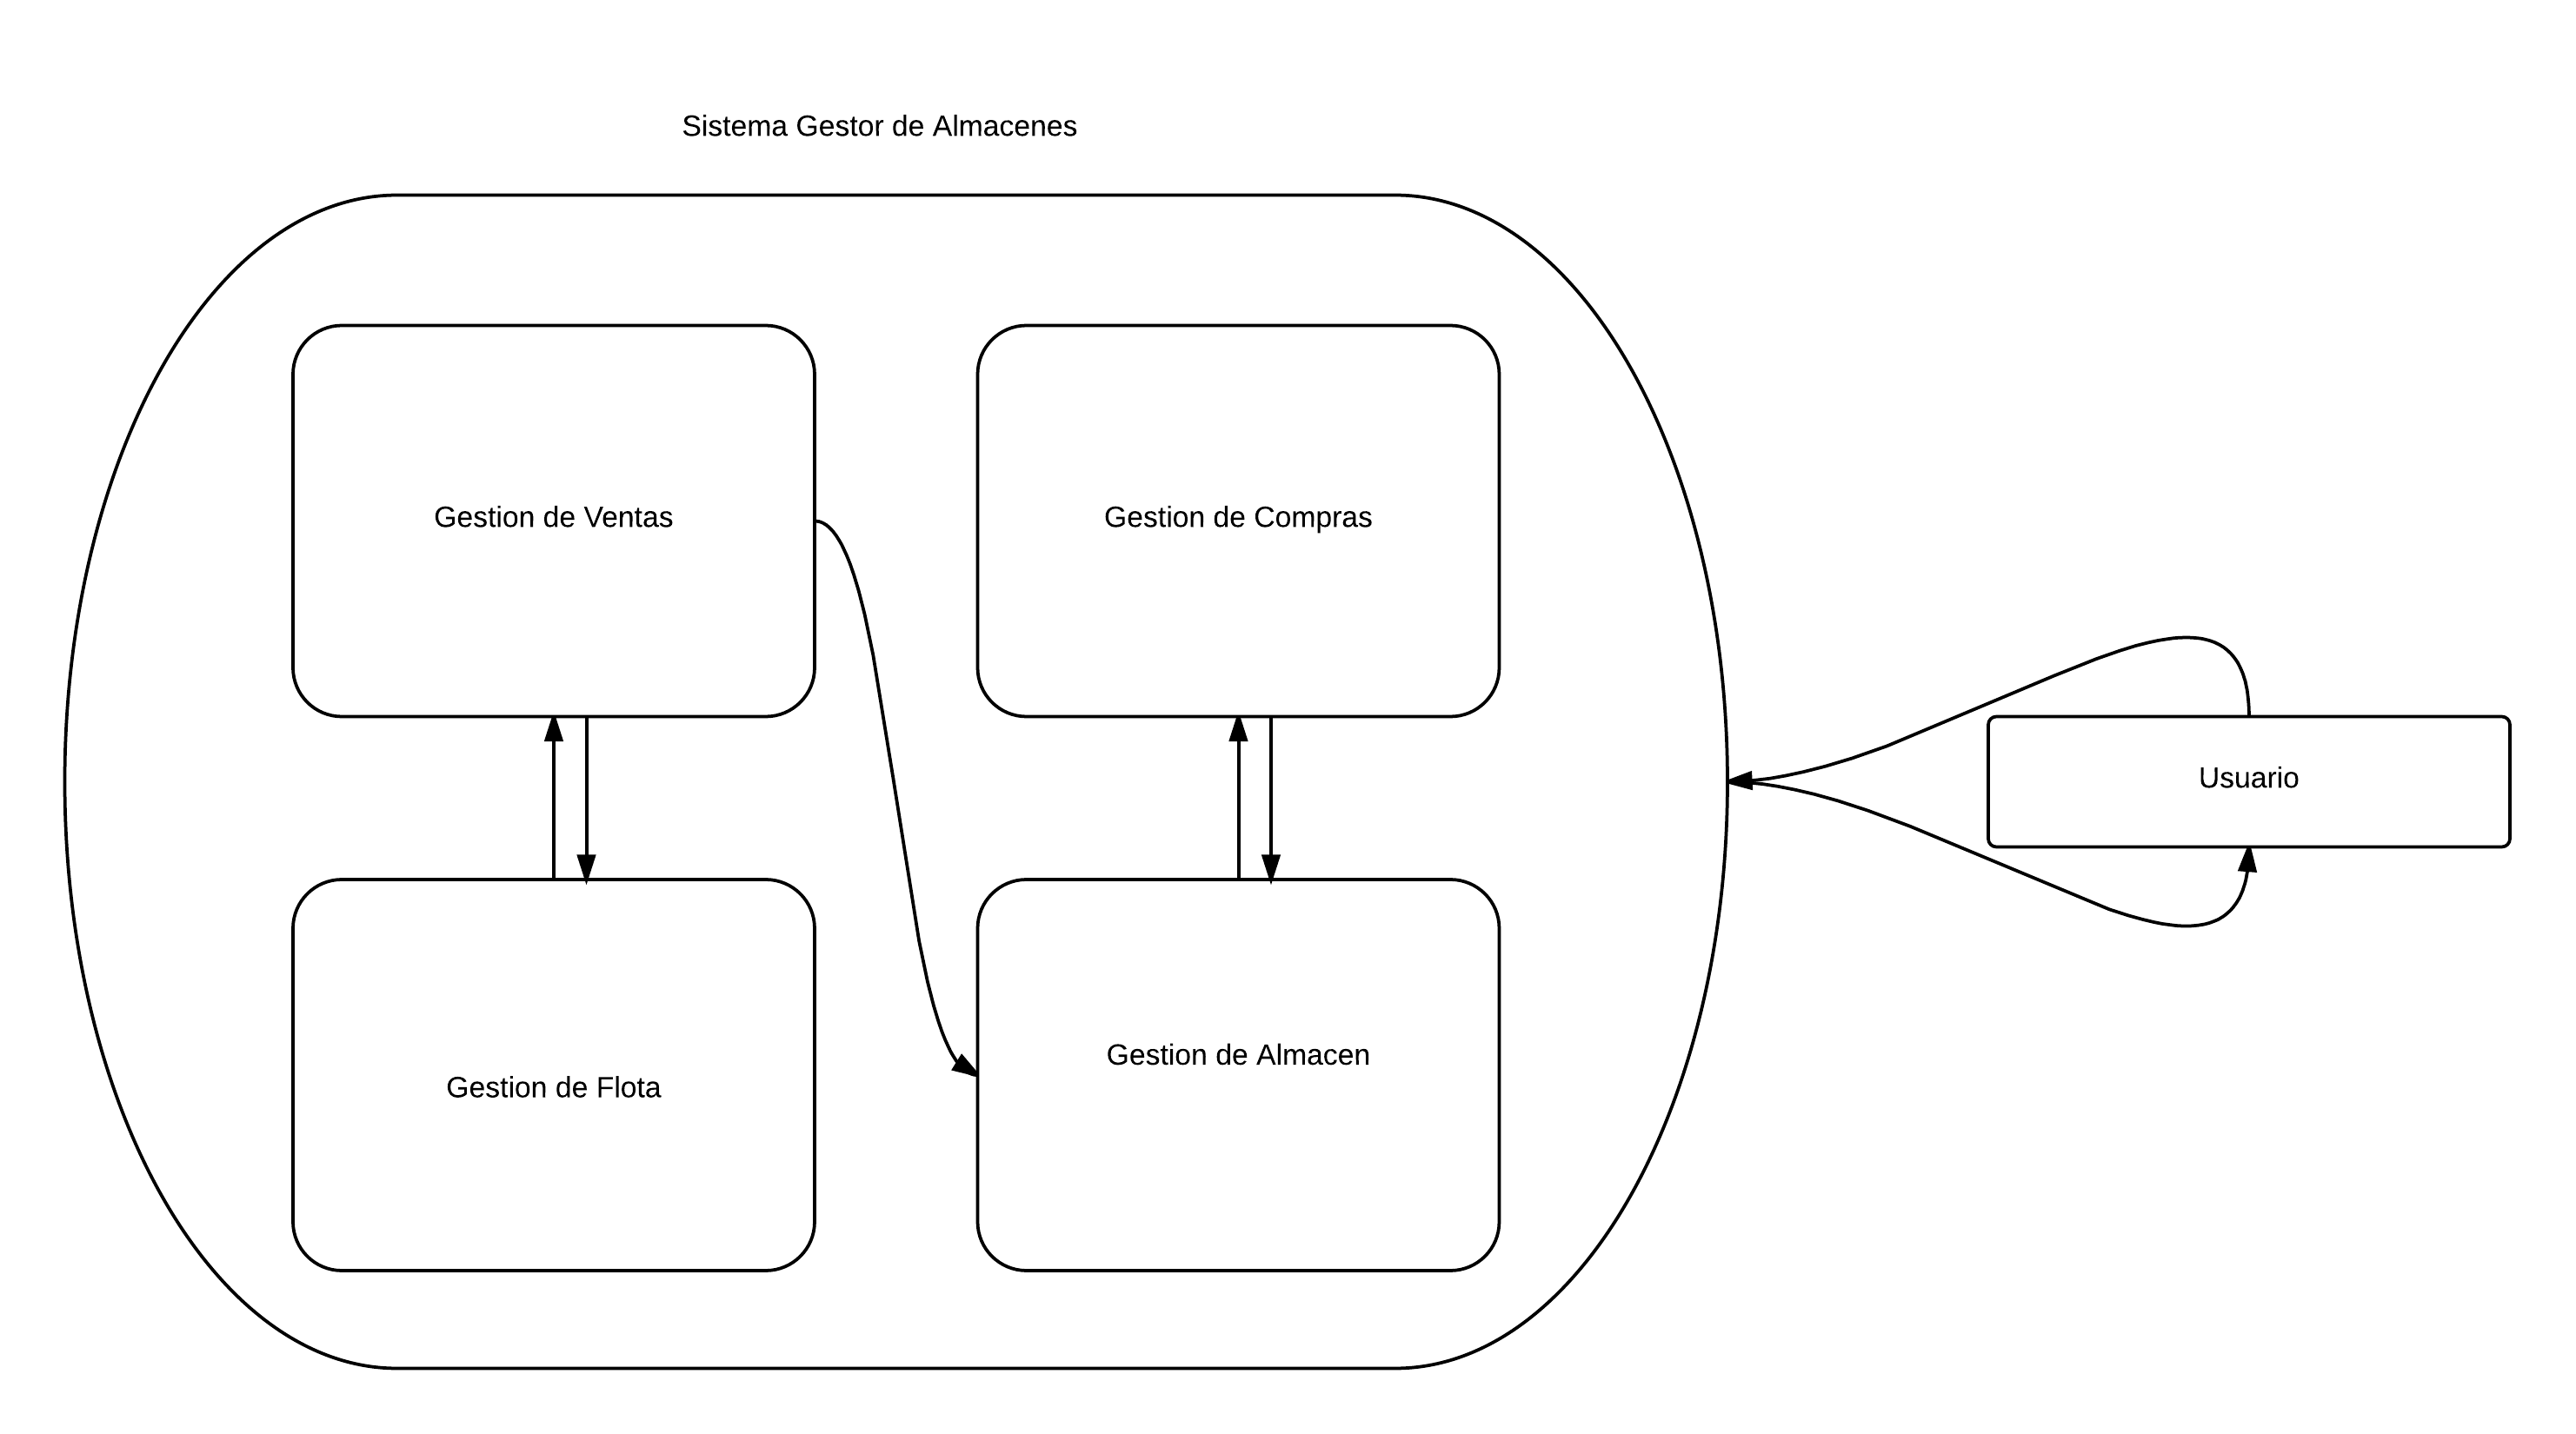 Sistema Gestor de Almacenes
Gestion de Ventas
Gestion de Compras
Usuario
Gestion de Flota
Gestion de Almacen